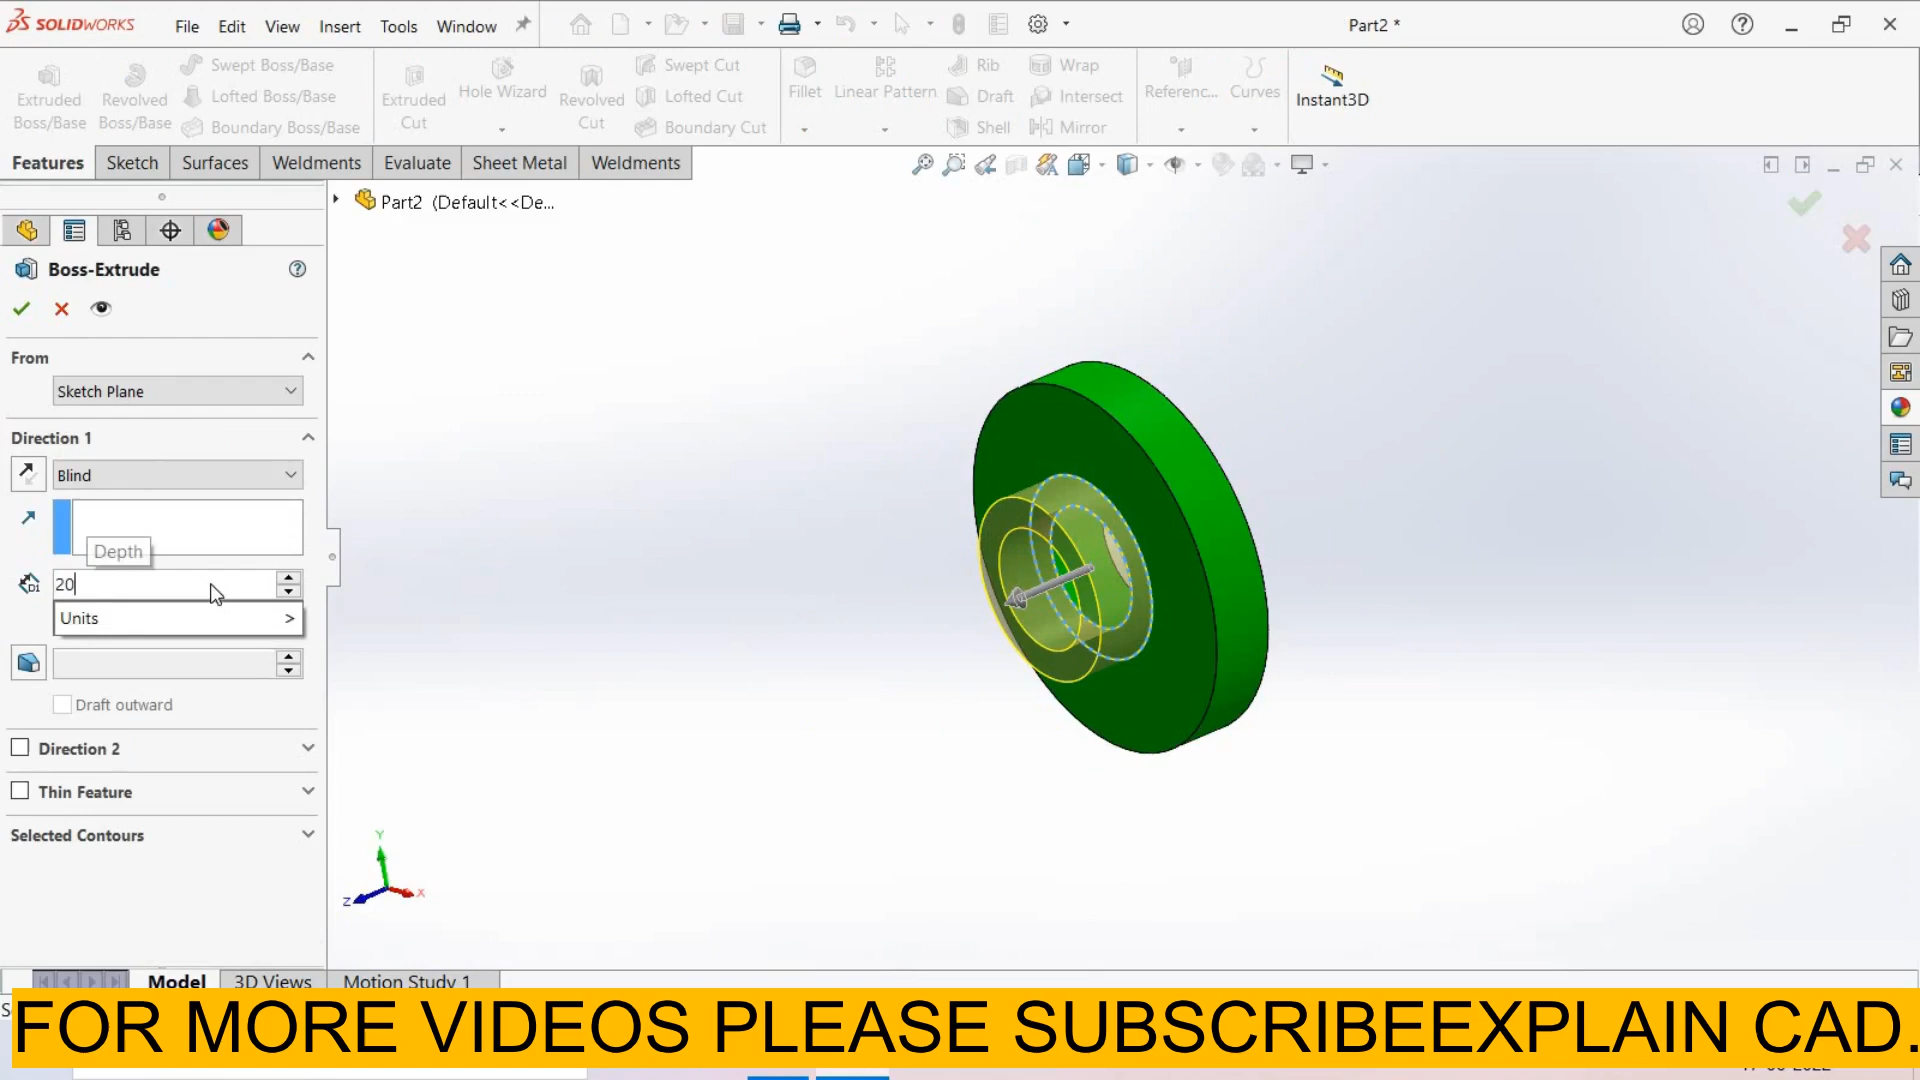 SOLIDWORKS
File Edit View Insert Tools Window
Part2 *
Extruded Boss/Base
Revolved Boss/Base
Swept Boss/Base
Lofted Boss/Base
Boundary Boss/Base
Extruded Cut
Hole Wizard
Revolved Cut
Swept Cut
Lofted Cut
Boundary Cut
Fillet
Linear Pattern
Rib
Draft
Shell
Wrap
Intersect
Mirror
Referenc...
Curves
Instant3D
Features Sketch Surfaces Weldments Evaluate Sheet Metal Weldments
Part2 (Default<<De...
Boss-Extrude
From
Sketch Plane
Direction 1
Blind
Depth
D1
20
Units >
Draft outward
Direction 2
Thin Feature
Selected Contours
Y
X
Z
Model 3D Views Motion Study 1
FOR MORE VIDEOS PLEASE SUBSCRIBEEXPLAIN CAD.